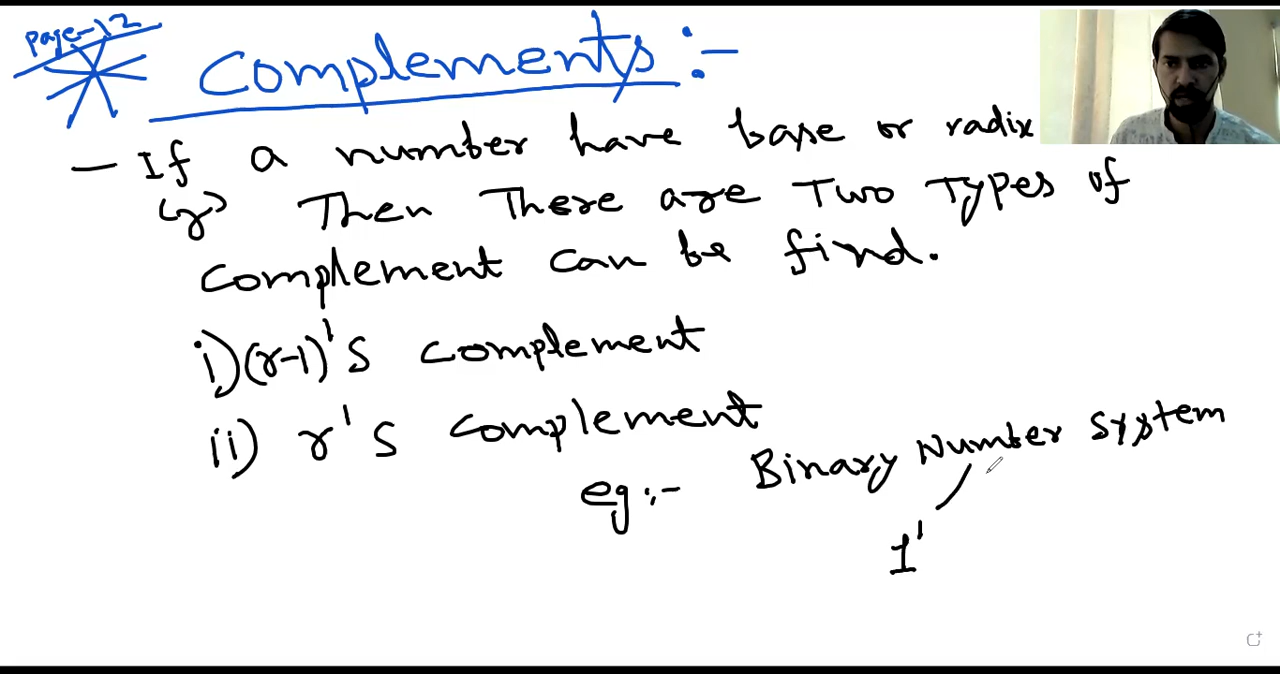 Page-12
Complements:-
- If a number have base or radix
(r) Then There are Two Types of
complement can be find.
i) (r-1)'s complement
ii) r's complement
eg:- Binary Number System
1'